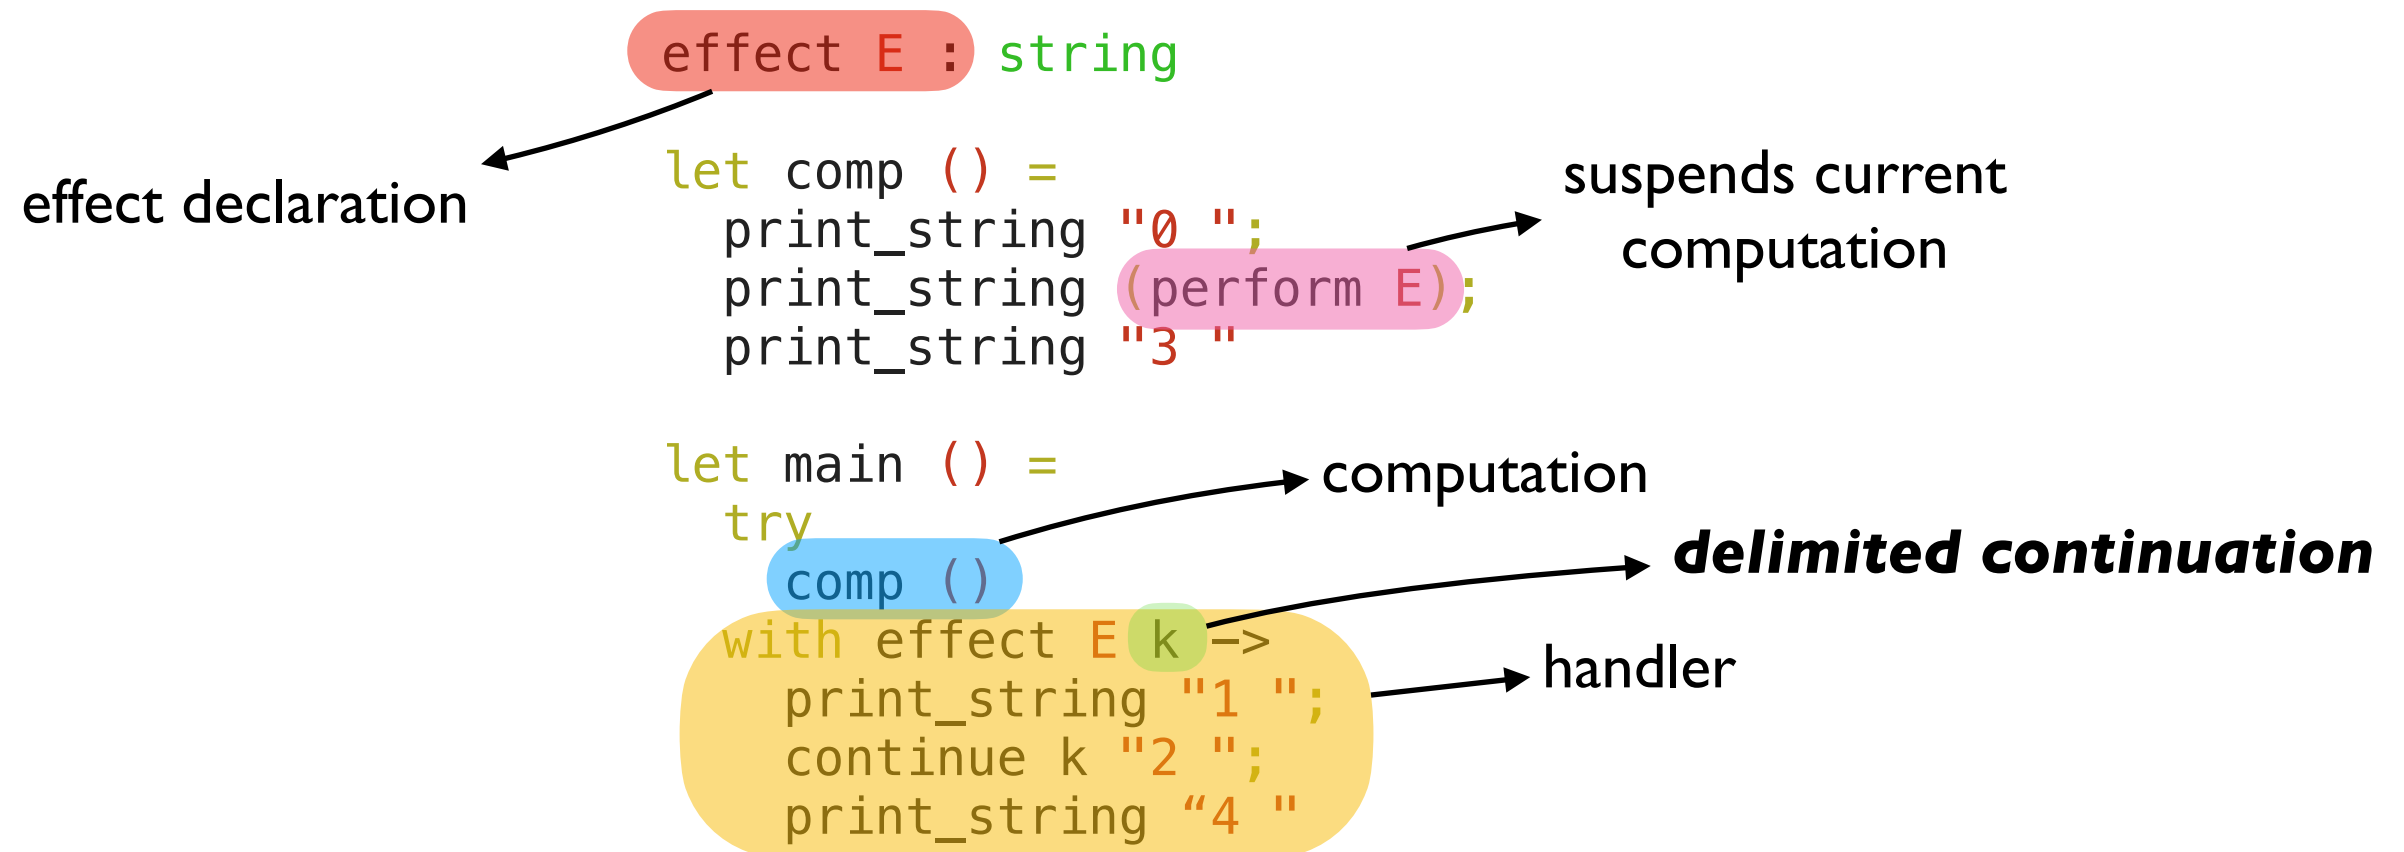 effect E : string
effect declaration
let comp () =
print_string "0 ";
print_string (perform E);
print_string "3 "
suspends current
computation
let main () =
try
comp ()
with effect E k ->
print_string "1 ";
continue k "2 ";
print_string “4 "
computation
delimited continuation
handler